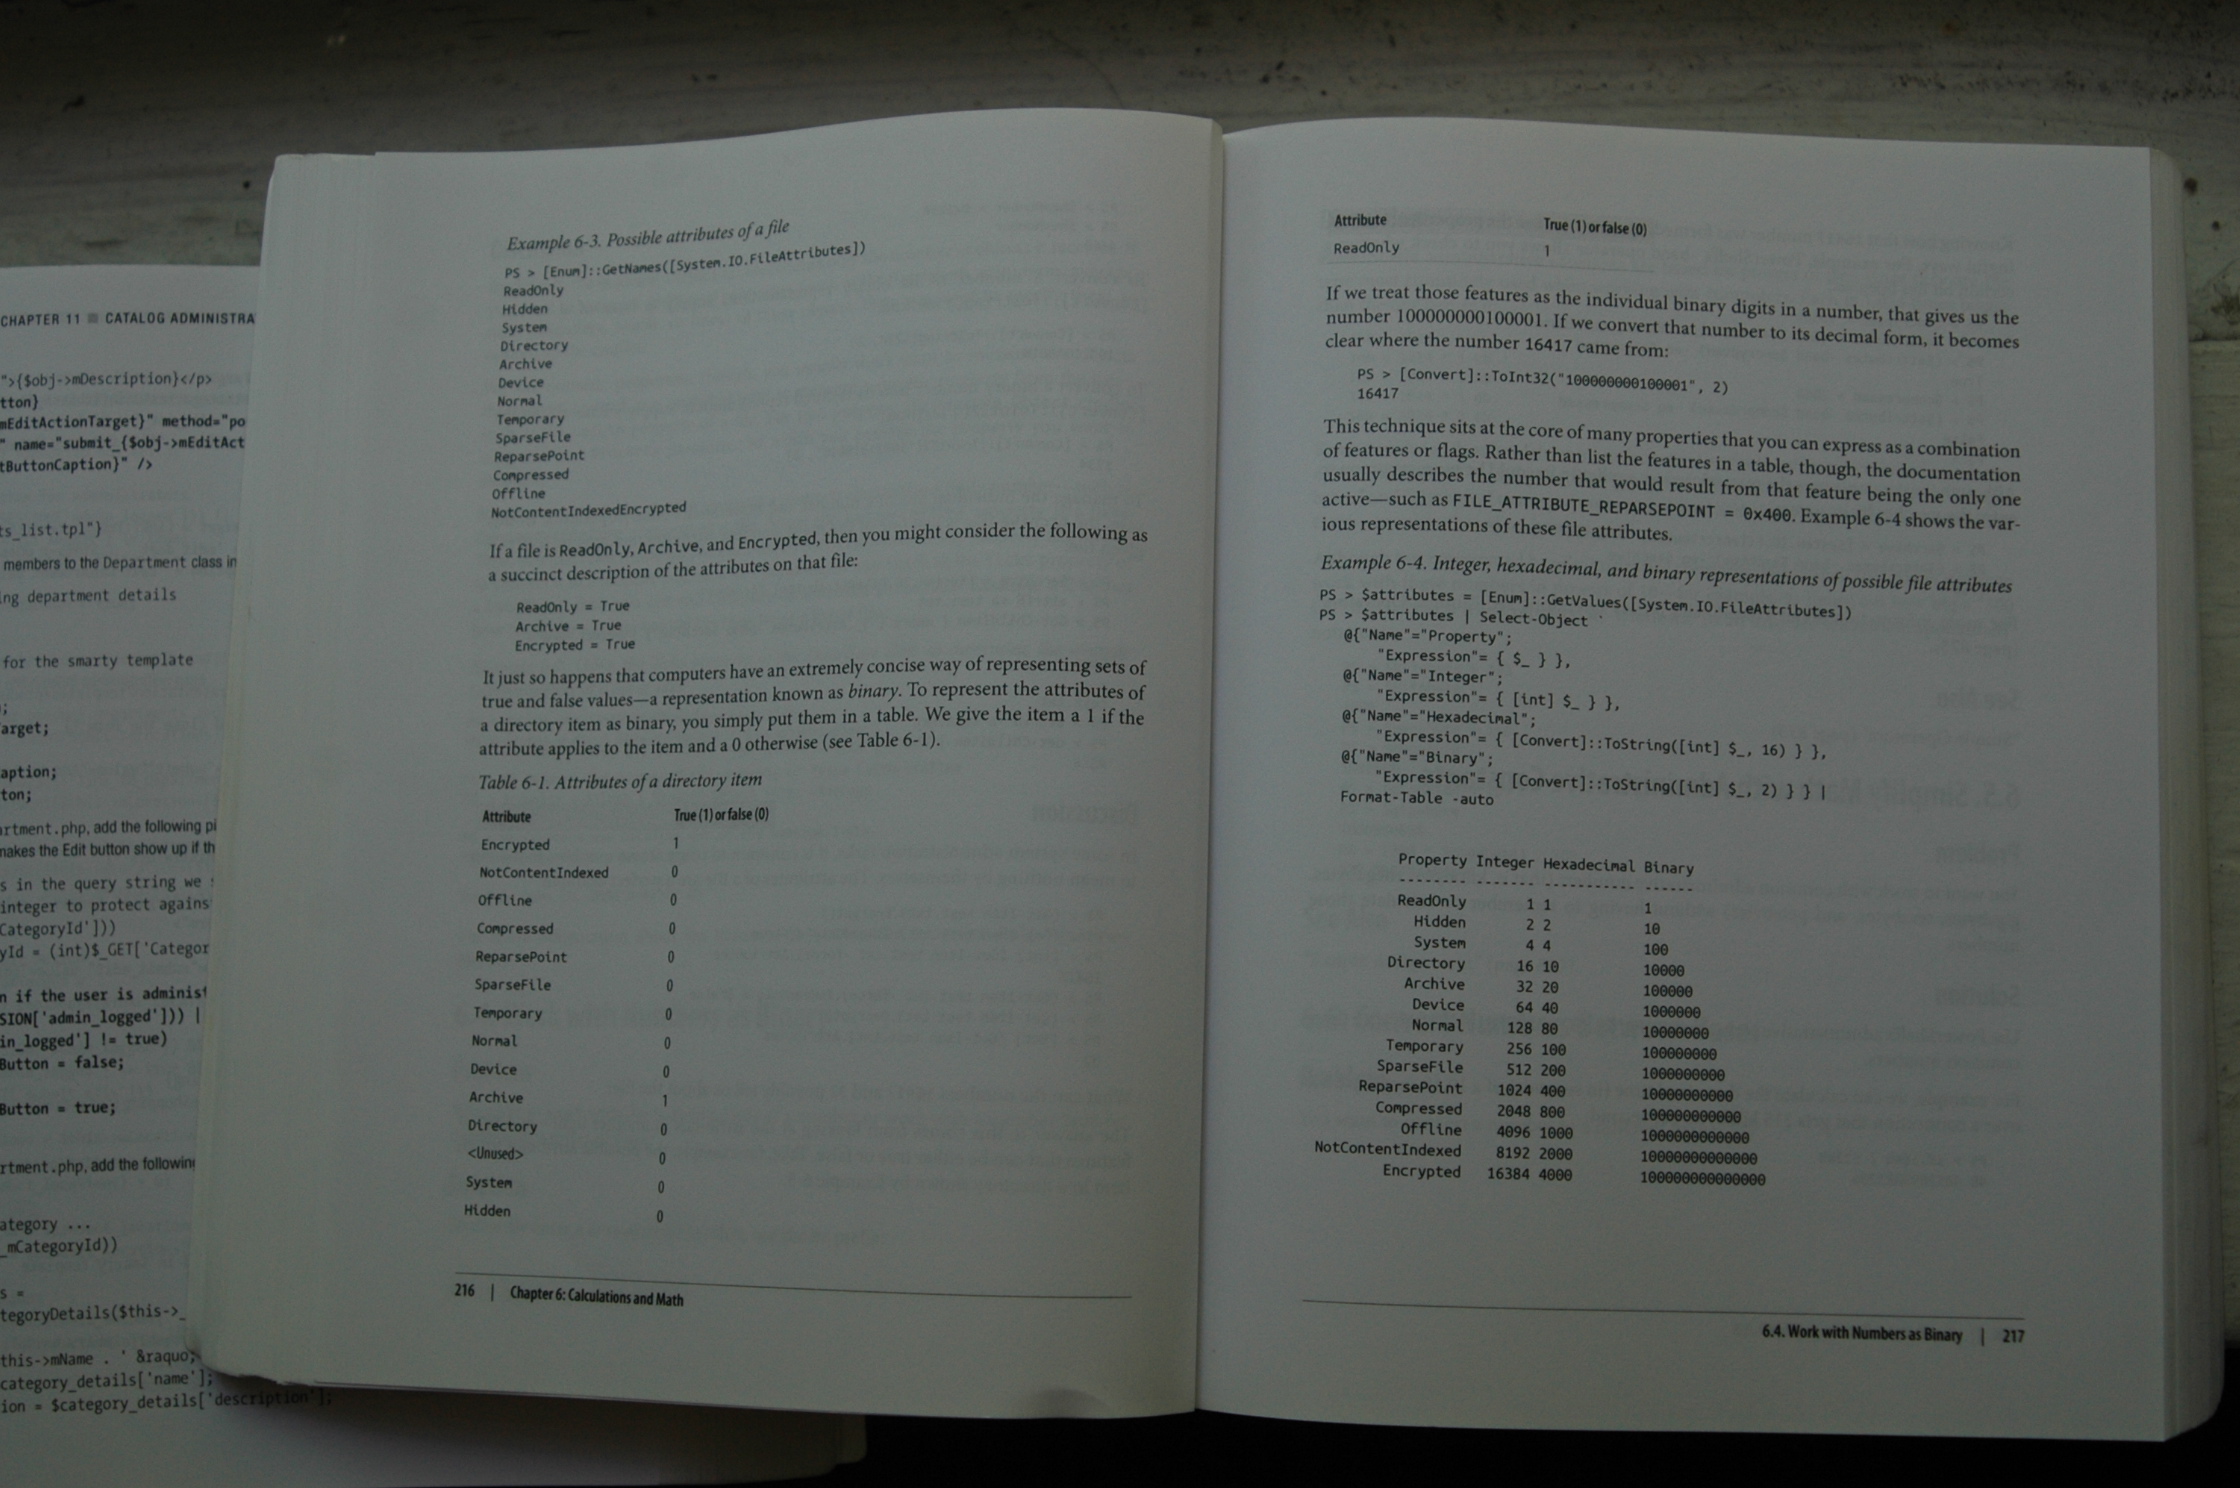 CHAPTER 11 ■ CATALOG ADMINISTRA
">{$obj->mDescription}</p>
tton}
mEditActionTarget}" method="po
" name="submit_{$obj->mEditAct
tButtonCaption}" />
ts_list.tpl"}
members to the Department class in
ing department details
for the smarty template
;
arget;
aption;
ton;
artment.php, add the following pi
makes the Edit button show up if th
s in the query string we
integer to protect agains
CategoryId']))
yId = (int)$_GET['Categor
n if the user is administ
SION['admin_logged'])) |
in_logged'] != true)
Button = false;
Button = true;
rtment.php, add the following
ategory ...
_mCategoryId))
s =
tegoryDetails($this->_
this->mName . ' &raquo;
category_details['name'];
ion = $category_details['description'];
Example 6-3. Possible attributes of a file
PS > [Enum]::GetNames([System.IO.FileAttributes])
ReadOnly
Hidden
System
Directory
Archive
Device
Normal
Temporary
SparseFile
ReparsePoint
Compressed
Offline
NotContentIndexedEncrypted
If a file is ReadOnly, Archive, and Encrypted, then you might consider the following as
a succinct description of the attributes on that file:
ReadOnly = True
Archive = True
Encrypted = True
It just so happens that computers have an extremely concise way of representing sets of
true and false values—a representation known as binary. To represent the attributes of
a directory item as binary, you simply put them in a table. We give the item a 1 if the
attribute applies to the item and a 0 otherwise (see Table 6-1).
Table 6-1. Attributes of a directory item
Attribute True (1) or false (0)
Encrypted 1
NotContentIndexed 0
Offline 0
Compressed 0
ReparsePoint 0
SparseFile 0
Temporary 0
Normal 0
Device 0
Archive 1
Directory 0
<Unused> 0
System 0
Hidden 0
216 | Chapter 6: Calculations and Math
Attribute True (1) or false (0)
ReadOnly 1
If we treat those features as the individual binary digits in a number, that gives us the
number 100000000100001. If we convert that number to its decimal form, it becomes
clear where the number 16417 came from:
PS > [Convert]::ToInt32("100000000100001", 2)
16417
This technique sits at the core of many properties that you can express as a combination
of features or flags. Rather than list the features in a table, though, the documentation
usually describes the number that would result from that feature being the only one
active—such as FILE_ATTRIBUTE_REPARSEPOINT = 0x400. Example 6-4 shows the var-
ious representations of these file attributes.
Example 6-4. Integer, hexadecimal, and binary representations of possible file attributes
PS > $attributes = [Enum]::GetValues([System.IO.FileAttributes])
PS > $attributes | Select-Object `
@{"Name"="Property";
"Expression"= { $_ } },
@{"Name"="Integer";
"Expression"= { [int] $_ } },
@{"Name"="Hexadecimal";
"Expression"= { [Convert]::ToString([int] $_, 16) } },
@{"Name"="Binary";
"Expression"= { [Convert]::ToString([int] $_, 2) } } |
Format-Table -auto
Property Integer Hexadecimal Binary
-------- ------- ----------- ------
ReadOnly 1 1 1
Hidden 2 2 10
System 4 4 100
Directory 16 10 10000
Archive 32 20 100000
Device 64 40 1000000
Normal 128 80 10000000
Temporary 256 100 100000000
SparseFile 512 200 1000000000
ReparsePoint 1024 400 10000000000
Compressed 2048 800 100000000000
Offline 4096 1000 1000000000000
NotContentIndexed 8192 2000 10000000000000
Encrypted 16384 4000 100000000000000
6.4. Work with Numbers as Binary | 217